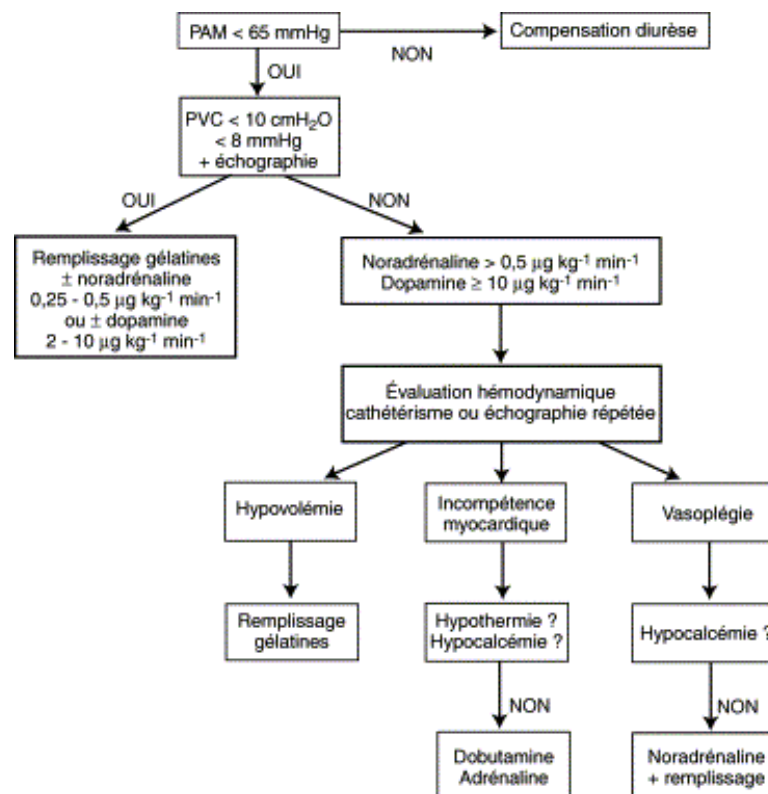 PAM < 65 mmHg
NON
Compensation diurèse
OUI
PVC < 10 cmH₂O
< 8 mmHg
+ échographie
OUI
NON
Remplissage gélatines
± noradrénaline
0,25 - 0,5 µg kg⁻¹ min⁻¹
ou ± dopamine
2 - 10 µg kg⁻¹ min⁻¹
Noradrénaline > 0,5 µg kg⁻¹ min⁻¹
Dopamine ≥ 10 µg kg⁻¹ min⁻¹
Évaluation hémodynamique
cathétérisme ou échographie répétée
Hypovolémie
Incompétence
myocardique
Vasoplégie
Remplissage
gélatines
Hypothermie ?
Hypocalcémie ?
Hypocalcémie ?
NON
NON
Dobutamine
Adrénaline
Noradrénaline
+ remplissage